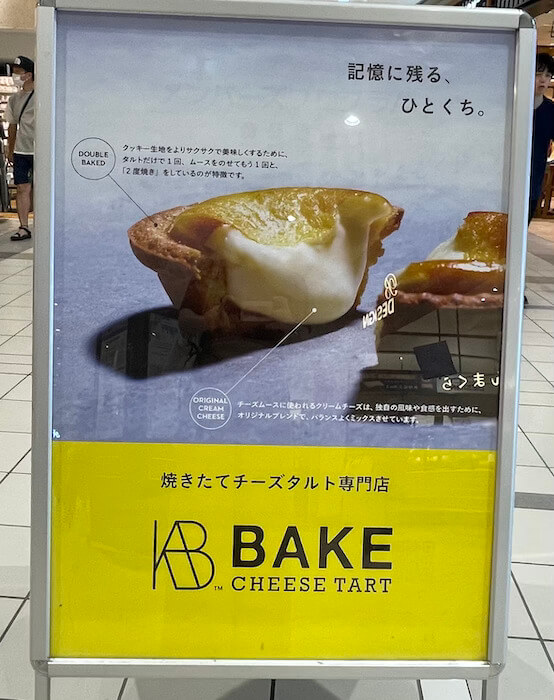 記憶に残る、
ひとくち。
DOUBLE
BAKED
クッキー生地をよりサクサクで美味しくするために、
タルトだけで1回、ムースをのせてもう1回と、
「2度焼き」をしているのが特徴です。
DESIGN
ORIGINAL
CREAM
CHEESE
チーズムースに使われるクリームチーズは、独自の風味や食感を出すために、
オリジナルブレンドで、バランスよくミックスさせています。
焼きたてチーズタルト専門店
KAB
BAKE
TM
CHEESE TART